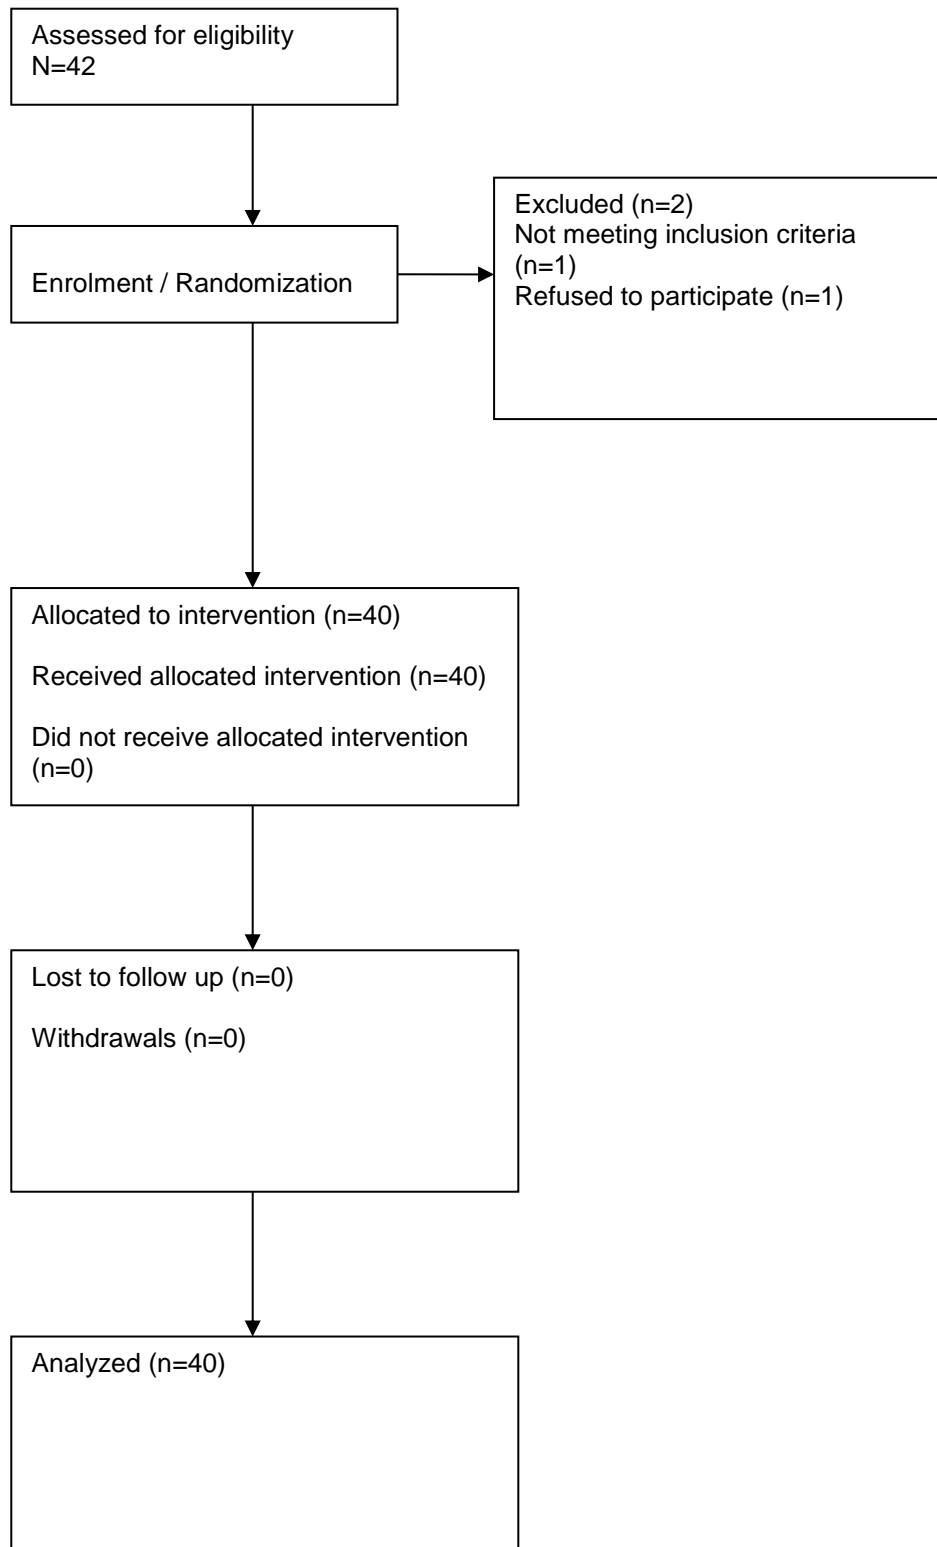 Assessed for eligibility
N=42
Excluded (n=2)
Not meeting inclusion criteria
(n=1)
Refused to participate (n=1)
Enrolment / Randomization
Allocated to intervention (n=40)
Received allocated intervention (n=40)
Did not receive allocated intervention
(n=0)
Lost to follow up (n=0)
Withdrawals (n=0)
Analyzed (n=40)